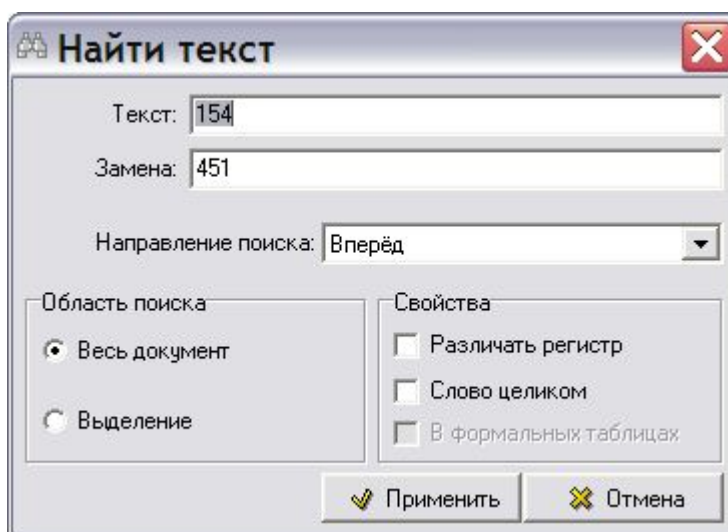 Найти текст
Текст: 154
Замена: 451
Направление поиска: Вперёд
Область поиска
Весь документ
Выделение
Свойства
Различать регистр
Слово целиком
В формальных таблицах
Применить
Отмена